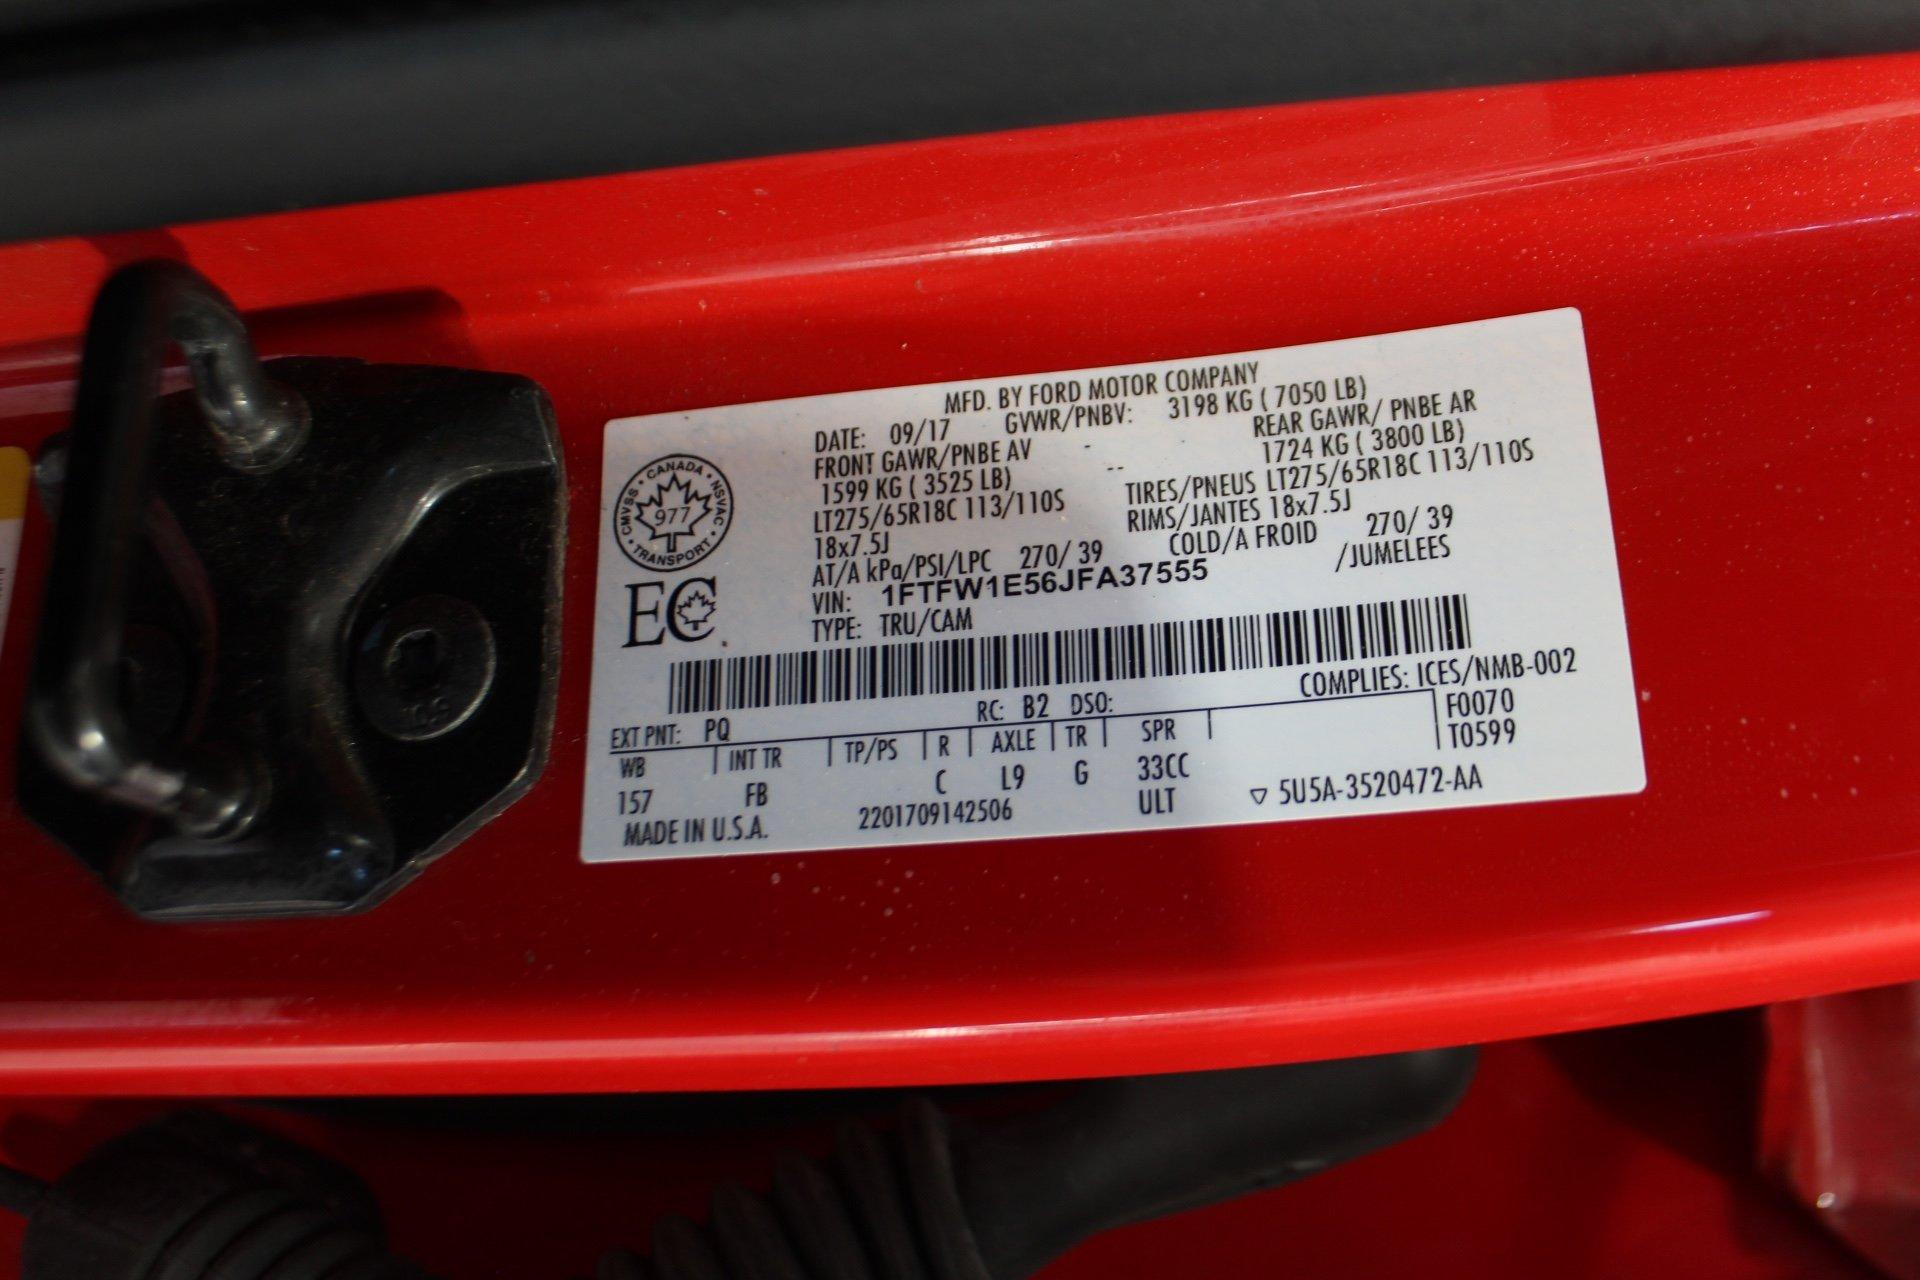 MFD. BY FORD MOTOR COMPANY
DATE: 09/17 GVWR/PNBV: 3198 KG ( 7050 LB)
FRONT GAWR/PNBE AV - REAR GAWR/ PNBE AR
1599 KG ( 3525 LB) -- 1724 KG ( 3800 LB)
LT275/65R18C 113/110S TIRES/PNEUS LT275/65R18C 113/110S
18x7.5J RIMS/JANTES 18x7.5J
AT/A kPa/PSI/LPC 270/ 39 COLD/A FROID 270/ 39
VIN: 1FTFW1E56JFA37555 /JUMELEES
TYPE: TRU/CAM
CANADA
CMVSS NSVAC
977
TRANSPORT
EC
COMPLIES: ICES/NMB-002
EXT PNT: PQ RC: B2 DSO: F0070
WB INT TR TP/PS R AXLE TR SPR T0599
157 FB C L9 G 33CC
MADE IN U.S.A. 2201709142506 ULT ▽ 5U5A-3520472-AA